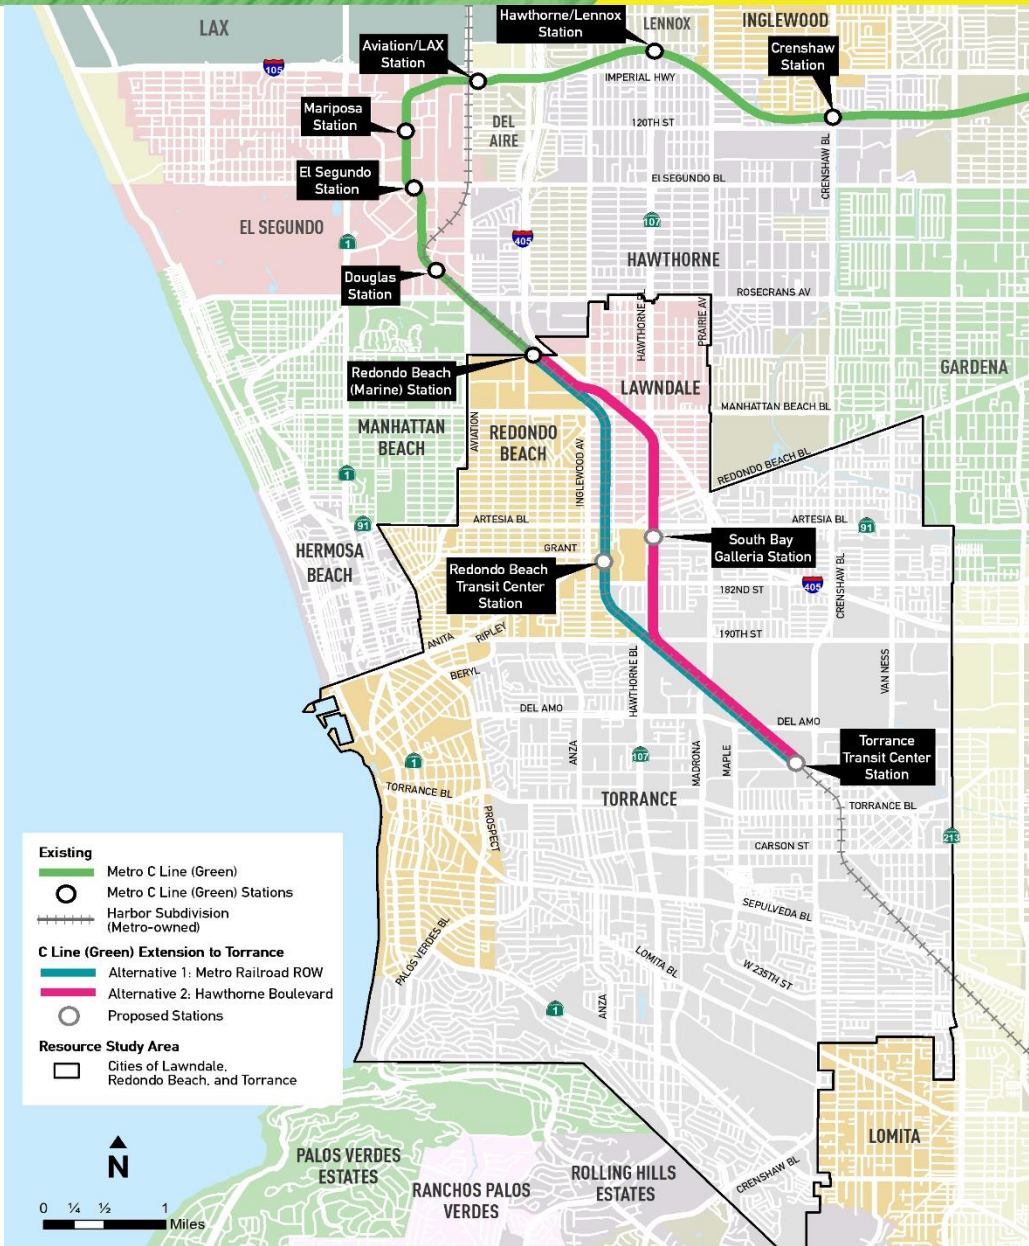 LAX
105
Aviation/LAX
Station
Hawthorne/Lennox
Station
LENNOX
INGLEWOOD
Crenshaw
Station
IMPERIAL HWY
Mariposa
Station
DEL
AIRE
120TH ST
CRENSHAW BL
El Segundo
Station
El SEGUNDO BL
EL SEGUNDO
1
405
107
HAWTHORNE
Douglas
Station
ROSECRANS AV
HAWTHORNE BL
PRAIRIE AV
GARDENA
Redondo Beach
(Marine) Station
LAWNDALE
MANHATTAN BEACH BL
MANHATTAN
BEACH
AVIATION
REDONDO
BEACH
INGLEWOOD AV
REDONDO BEACH BL
1
91
ARTESIA BL
ARTESIA BL
91
HERMOSA
BEACH
GRANT
South Bay
Galleria Station
Redondo Beach
Transit Center
Station
182ND ST
405
CRENSHAW BL
190TH ST
ANITA
RIPLEY
BERYL
HAWTHORNE BL
VAN NESS
DEL AMO
DEL AMO
ANZA
107
MADRONA
MAPLE
Torrance
Transit Center
Station
1
TORRANCE BL
TORRANCE
TORRANCE BL
PROSPECT
CARSON ST
213
SEPULVEDA BL
PALOS VERDES BL
LOMITA BL
W 235TH ST
1
ANZA
LOMITA
CRENSHAW BL
PALOS VERDES
ESTATES
RANCHOS PALOS
VERDES
ROLLING HILLS
ESTATES
Existing
Metro C Line (Green)
Metro C Line (Green) Stations
Harbor Subdivision
(Metro-owned)
C Line (Green) Extension to Torrance
Alternative 1: Metro Railroad ROW
Alternative 2: Hawthorne Boulevard
Proposed Stations
Resource Study Area
Cities of Lawndale,
Redondo Beach, and Torrance
N
0 ¼ ½ 1
Miles